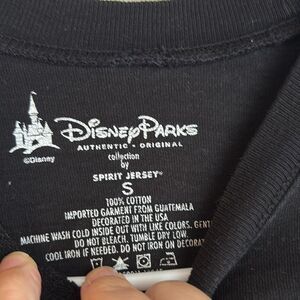 Disney PARKS
AUTHENTIC • ORIGINAL
©Disney
collection
by
SPIRIT JERSEY®
S
100% COTTON
IMPORTED GARMENT FROM GUATEMALA
DECORATED IN THE USA
MACHINE WASH COLD INSIDE OUT WITH LIKE COLORS.
DO NOT BLEACH. TUMBLE DRY LOW.
COOL IRON IF NEEDED. DO NOT IRON ON